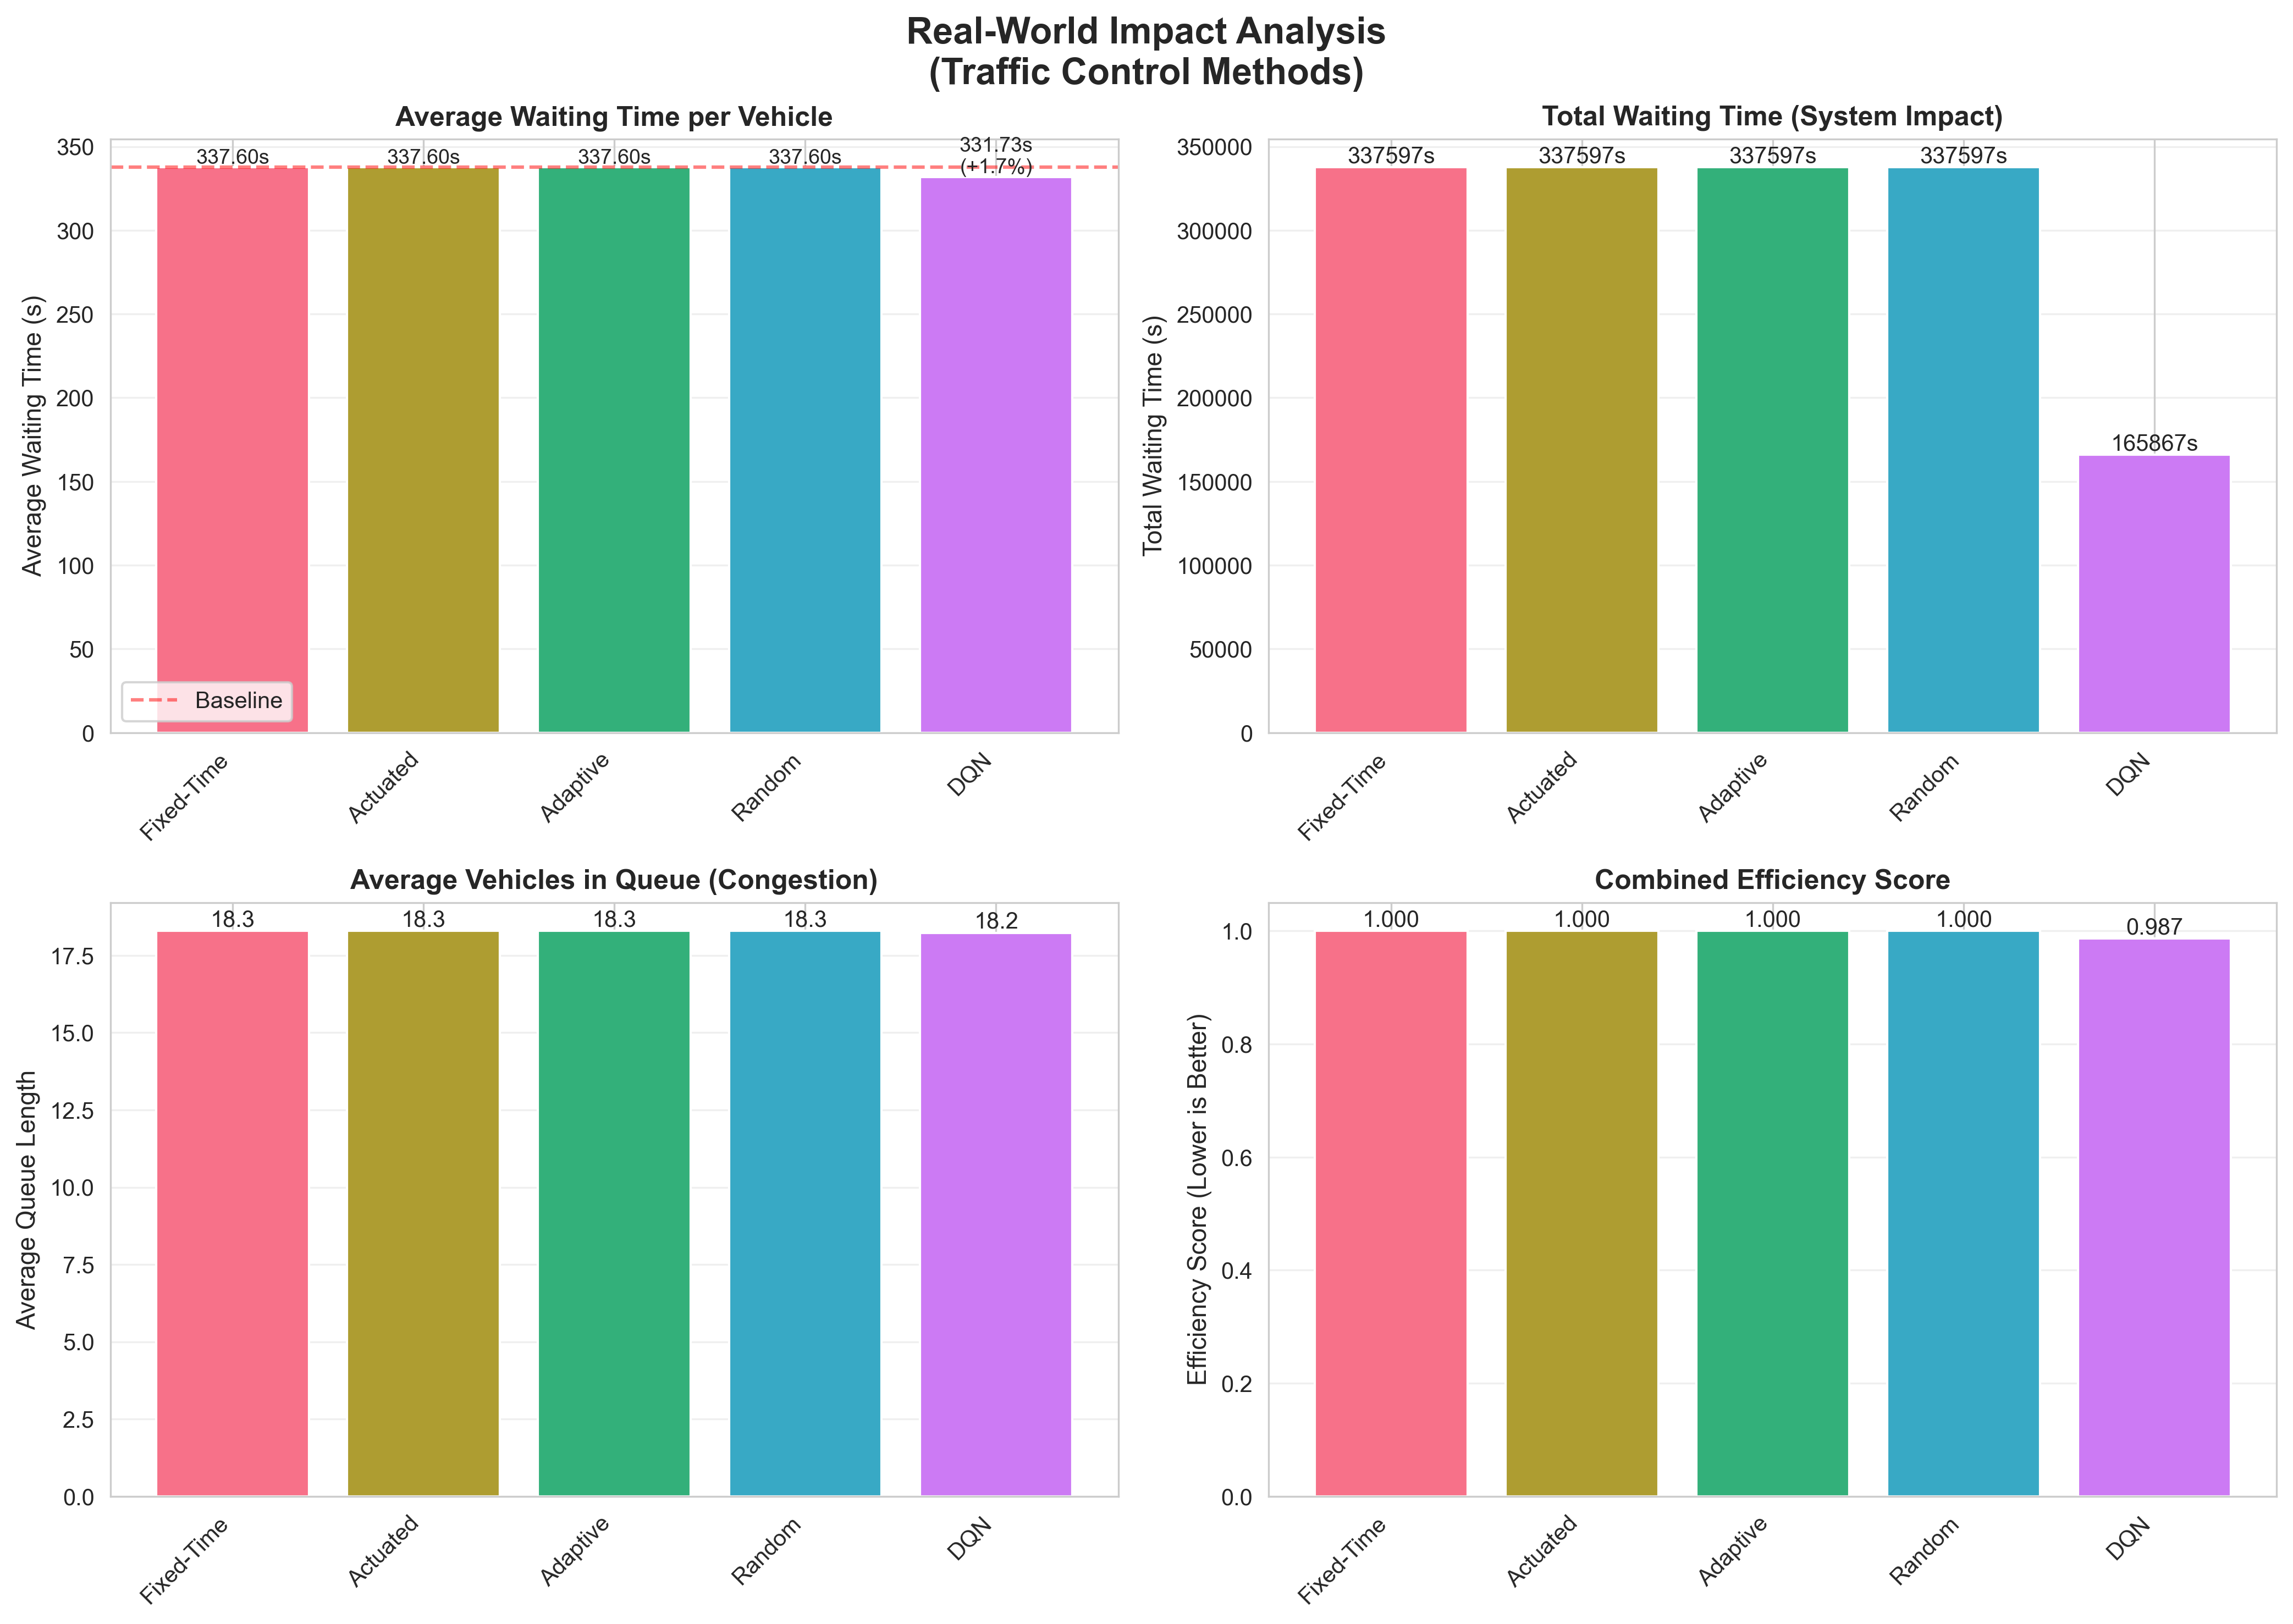 Real-World Impact Analysis
(Traffic Control Methods)
Average Waiting Time per Vehicle
Average Waiting Time (s)
350
300
250
200
150
100
50
0
337.60s
337.60s
337.60s
337.60s
331.73s
(+1.7%)
Baseline
Fixed-Time
Actuated
Adaptive
Random
DQN
Total Waiting Time (System Impact)
Total Waiting Time (s)
350000
300000
250000
200000
150000
100000
50000
0
337597s
337597s
337597s
337597s
165867s
Fixed-Time
Actuated
Adaptive
Random
DQN
Average Vehicles in Queue (Congestion)
Average Queue Length
17.5
15.0
12.5
10.0
7.5
5.0
2.5
0.0
18.3
18.3
18.3
18.3
18.2
Fixed-Time
Actuated
Adaptive
Random
DQN
Combined Efficiency Score
Efficiency Score (Lower is Better)
1.0
0.8
0.6
0.4
0.2
0.0
1.000
1.000
1.000
1.000
0.987
Fixed-Time
Actuated
Adaptive
Random
DQN